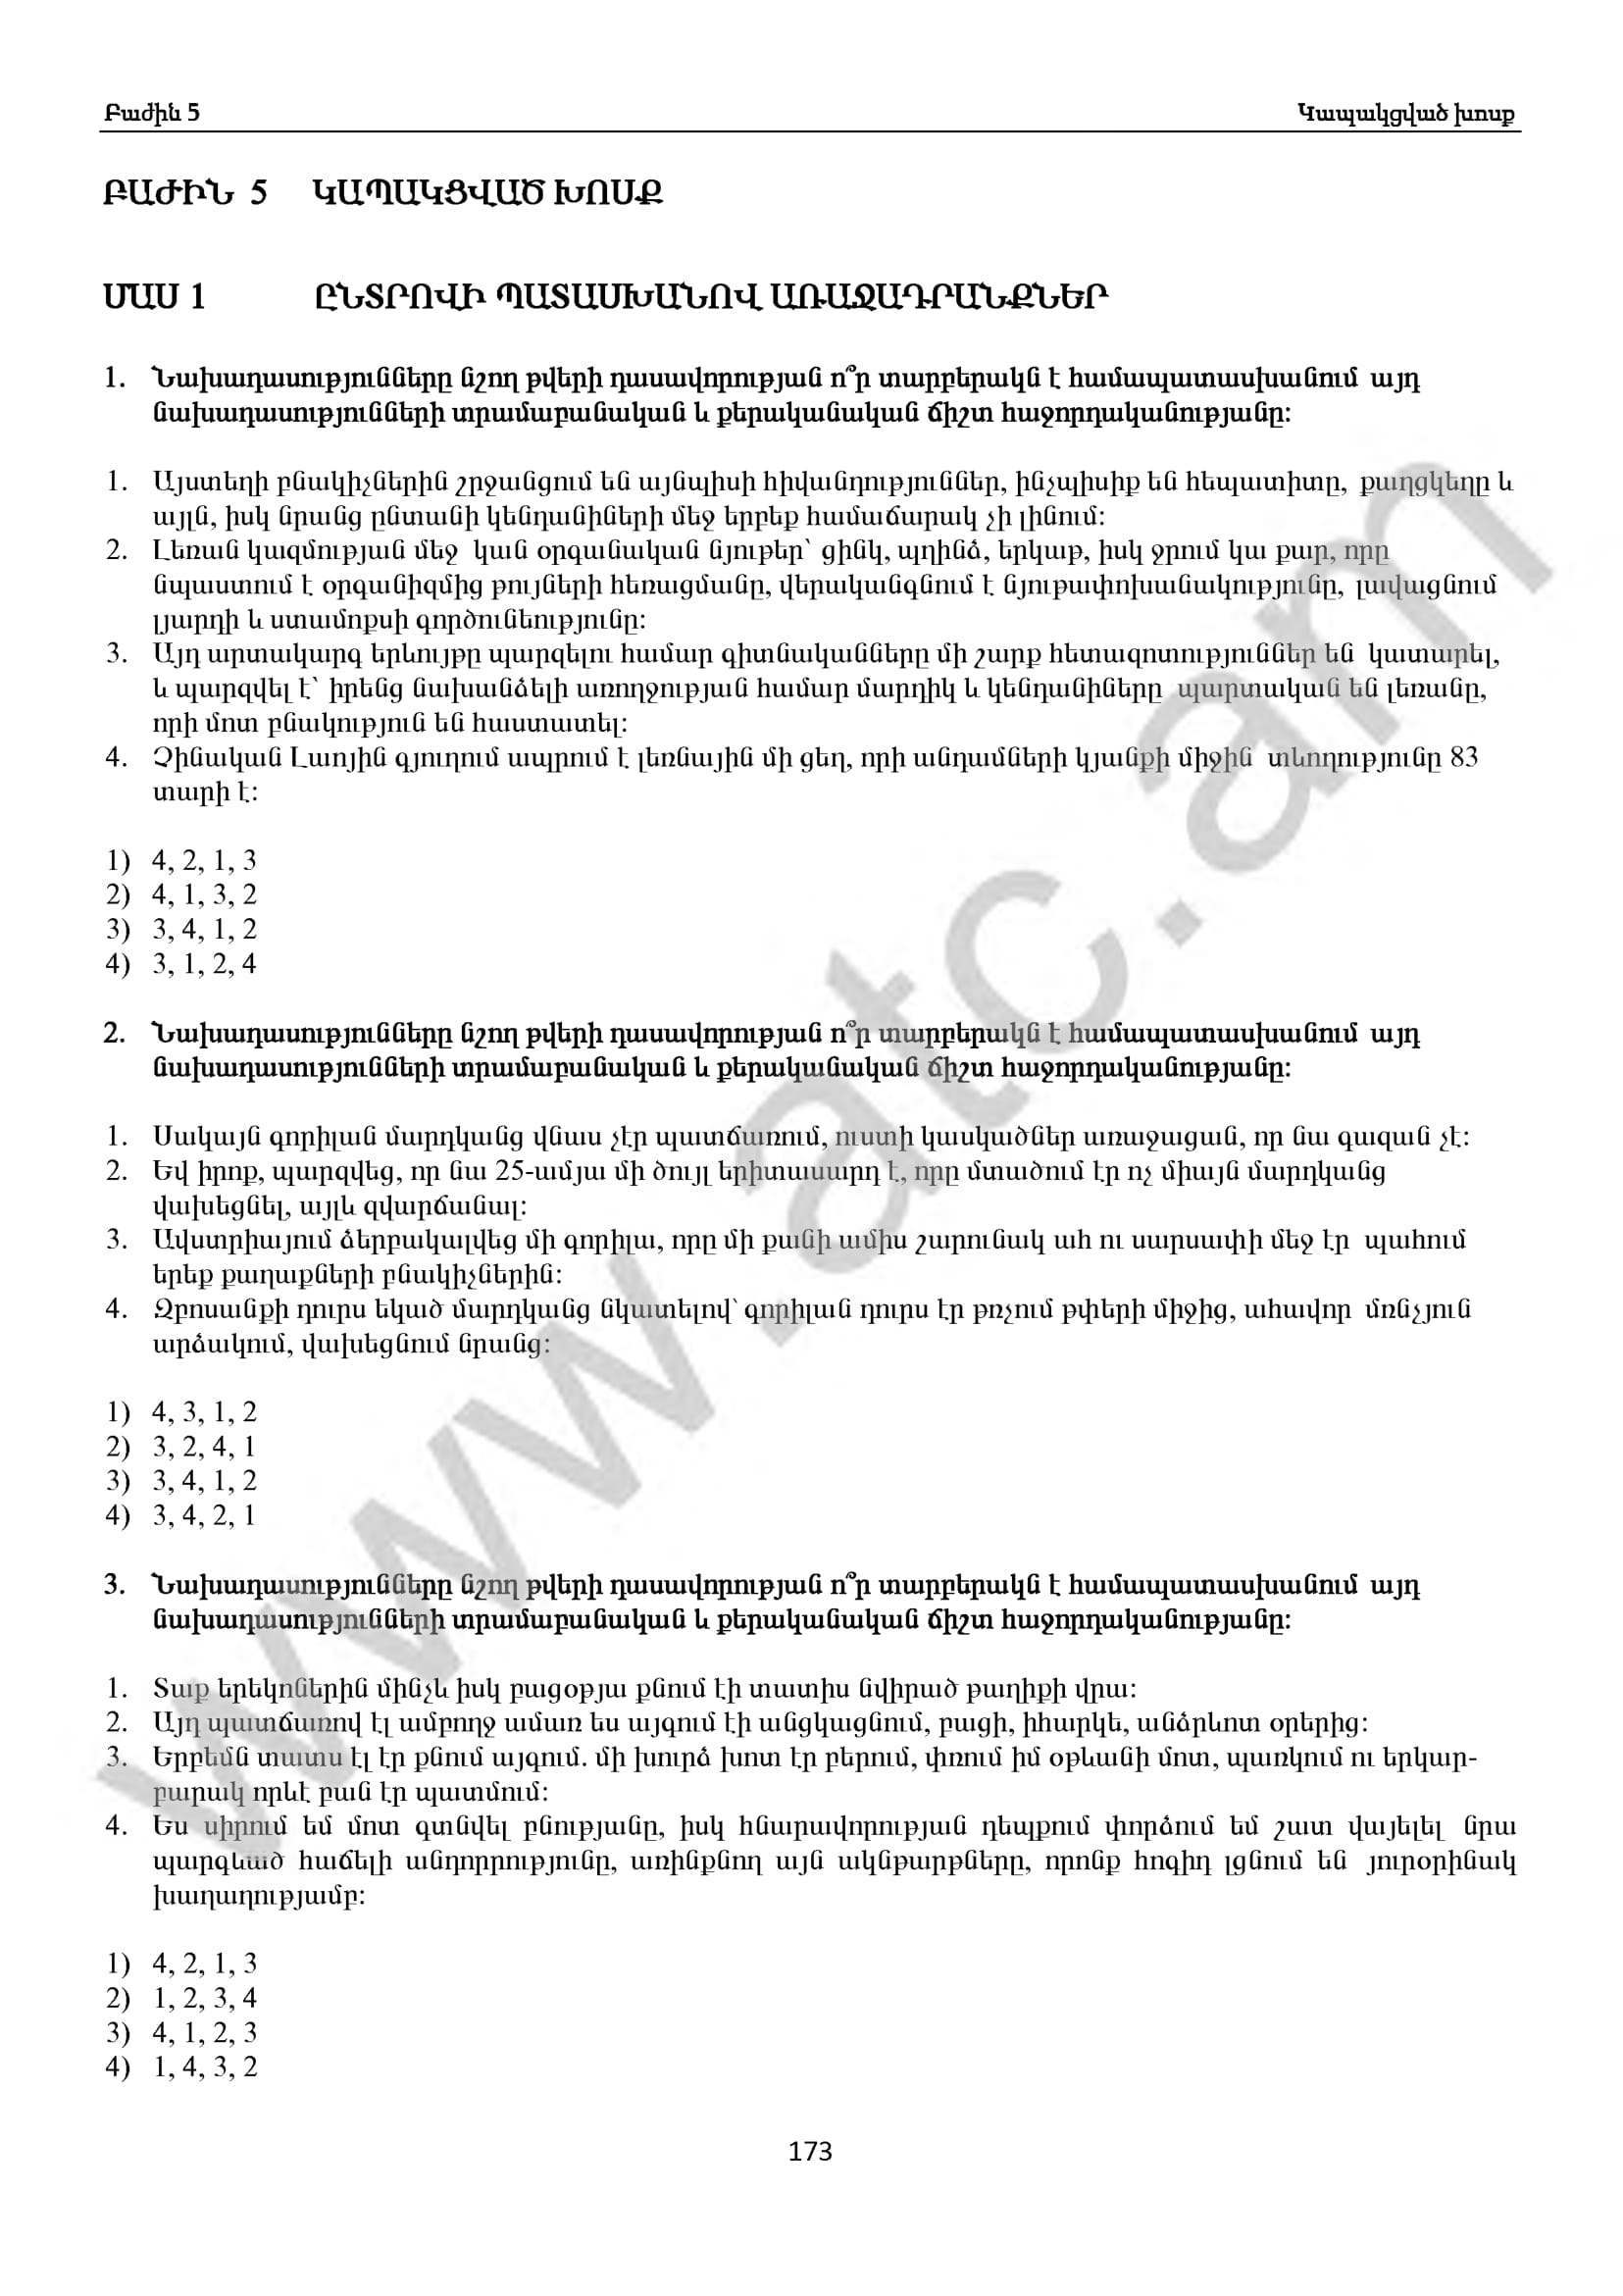 Բաժին 5 Կապակցված խոսք
ԲԱԺԻՆ 5 ԿԱՊԱԿՑՎԱԾ ԽՈՍՔ
ՄԱՍ 1 ԸՆՏՐՈՎԻ ՊԱՏԱՍԽԱՆՈՎ ԱՌԱՋԱԴՐԱՆՔՆԵՐ
1. Նախադասությունները նշող թվերի դասավորության ո՞ր տարբերակն է համապատասխանում այդ
նախադասությունների տրամաբանական և քերականական ճիշտ հաջորդականությանը:
1. Այստեղի բնակիչներին շրջանցում են այնպիսի հիվանդություններ, ինչպիսիք են հեպատիտը, քաղցկեղը և
այլն, իսկ նրանց ընտանի կենդանիների մեջ երբեք համաճարակ չի լինում:
2. Լեռան կազմության մեջ կան օրգանական նյութեր` ցինկ, պղինձ, երկաթ, իսկ ջրում կա քար, որը
նպաստում է օրգանիզմից թույների հեռացմանը, վերականգնում է նյութափոխանակությունը, լավացնում
լյարդի և ստամոքսի գործունեությունը:
3. Այդ արտակարգ երևույթը պարզելու համար գիտնականները մի շարք հետազոտություններ են կատարել,
և պարզվել է` իրենց նախանձելի առողջության համար մարդիկ և կենդանիները պարտական են լեռանը,
որի մոտ բնակություն են հաստատել:
4. Չինական Լաոյին գյուղում ապրում է լեռնային մի ցեղ, որի անդամների կյանքի միջին տևողությունը 83
տարի է:
1) 4, 2, 1, 3
2) 4, 1, 3, 2
3) 3, 4, 1, 2
4) 3, 1, 2, 4
2. Նախադասությունները նշող թվերի դասավորության ո՞ր տարբերակն է համապատասխանում այդ
նախադասությունների տրամաբանական և քերականական ճիշտ հաջորդականությանը:
1. Սակայն գորիլան մարդկանց վնաս չէր պատճառում, ուստի կասկածներ առաջացան, որ նա գազան չէ:
2. Եվ իրոք, պարզվեց, որ նա 25-ամյա մի ծույլ երիտասարդ է, որը մտածում էր ոչ միայն մարդկանց
վախեցնել, այլև զվարճանալ:
3. Ավստրիայում ձերբակալվեց մի գորիլա, որը մի քանի ամիս շարունակ ահ ու սարսափի մեջ էր պահում
երեք քաղաքների բնակիչներին:
4. Զբոսանքի դուրս եկած մարդկանց նկատելով` գորիլան դուրս էր թռչում թփերի միջից, ահավոր մռնչյուն
արձակում, վախեցնում նրանց:
1) 4, 3, 1, 2
2) 3, 2, 4, 1
3) 3, 4, 1, 2
4) 3, 4, 2, 1
3. Նախադասությունները նշող թվերի դասավորության ո՞ր տարբերակն է համապատասխանում այդ
նախադասությունների տրամաբանական և քերականական ճիշտ հաջորդականությանը:
1. Տաք երեկոներին մինչև իսկ բացօթյա քնում էի տատիս նվիրած թաղիքի վրա:
2. Այդ պատճառով էլ ամբողջ ամառ ես այգում էի անցկացնում, բացի, իհարկե, անձրևոտ օրերից:
3. Երբեմն տատս էլ էր քնում այգում. մի խուրձ խոտ էր բերում, փռում իմ օթևանի մոտ, պառկում ու երկար-
բարակ որևէ բան էր պատմում:
4. Ես սիրում եմ մոտ գտնվել բնությանը, իսկ հնարավորության դեպքում փորձում եմ շատ վայելել նրա
պարգևած հաճելի անդորրությունը, առինքնող այն ակնթարթները, որոնք հոգիդ լցնում են յուրօրինակ
խաղաղությամբ:
1) 4, 2, 1, 3
2) 1, 2, 3, 4
3) 4, 1, 2, 3
4) 1, 4, 3, 2
173
www.atc.am